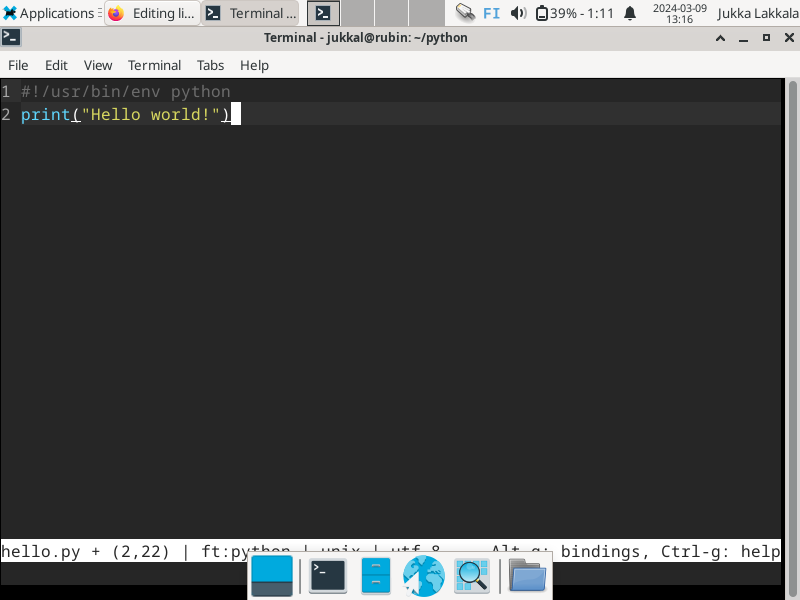 Applications Editing li... Terminal ... FI 39% - 1:11 2024-03-09 Jukka Lakkala
13:16
Terminal - jukkal@rubin: ~/python
File Edit View Terminal Tabs Help
1 #!/usr/bin/env python
2 print("Hello world!")
hello.py + (2,22) | ft:python | unix | utf-8 Alt-g: bindings, Ctrl-g: help